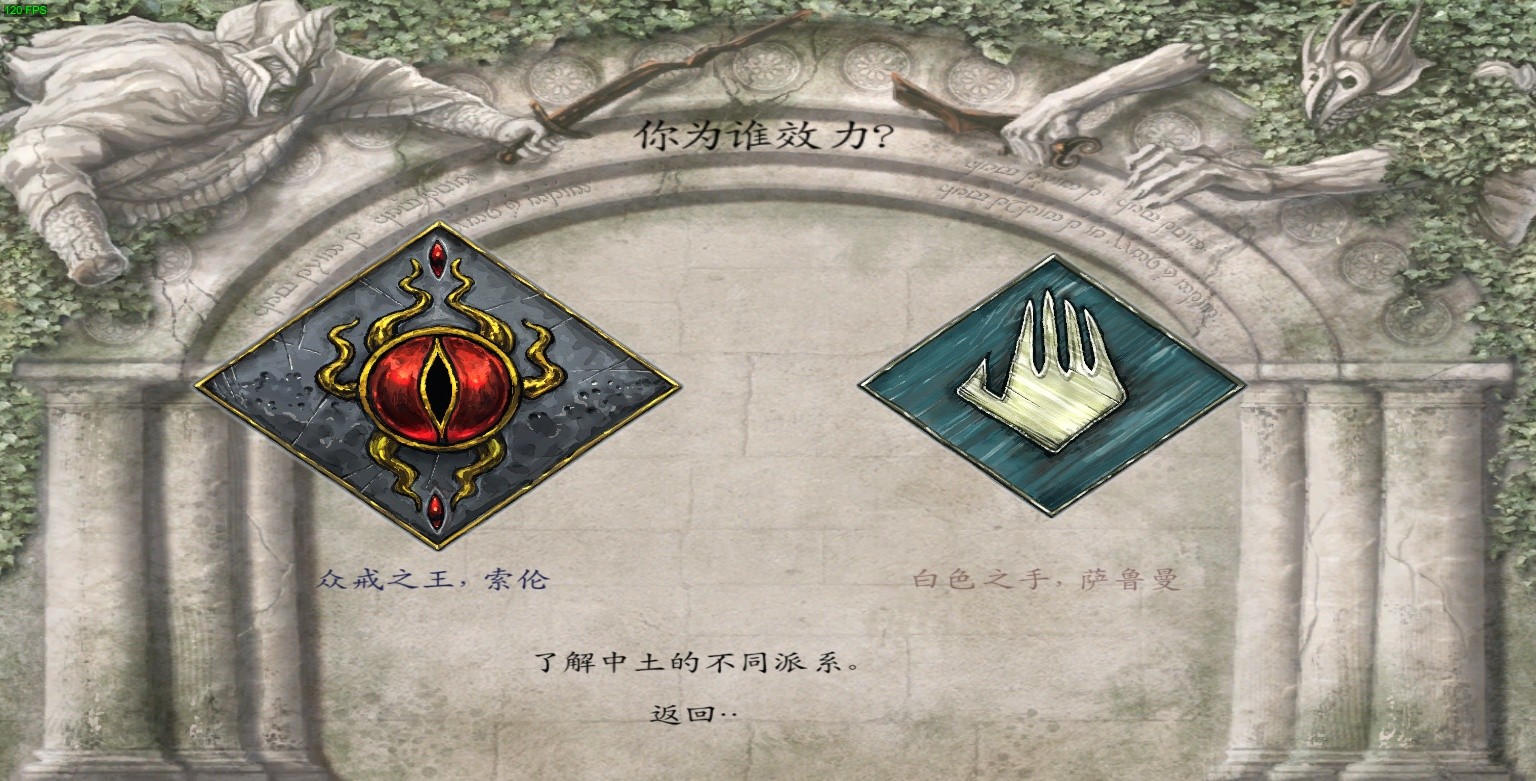 120 FPS
你为谁效力?
众戒之王，索伦
白色之手，萨鲁曼
了解中土的不同派系。
返回··